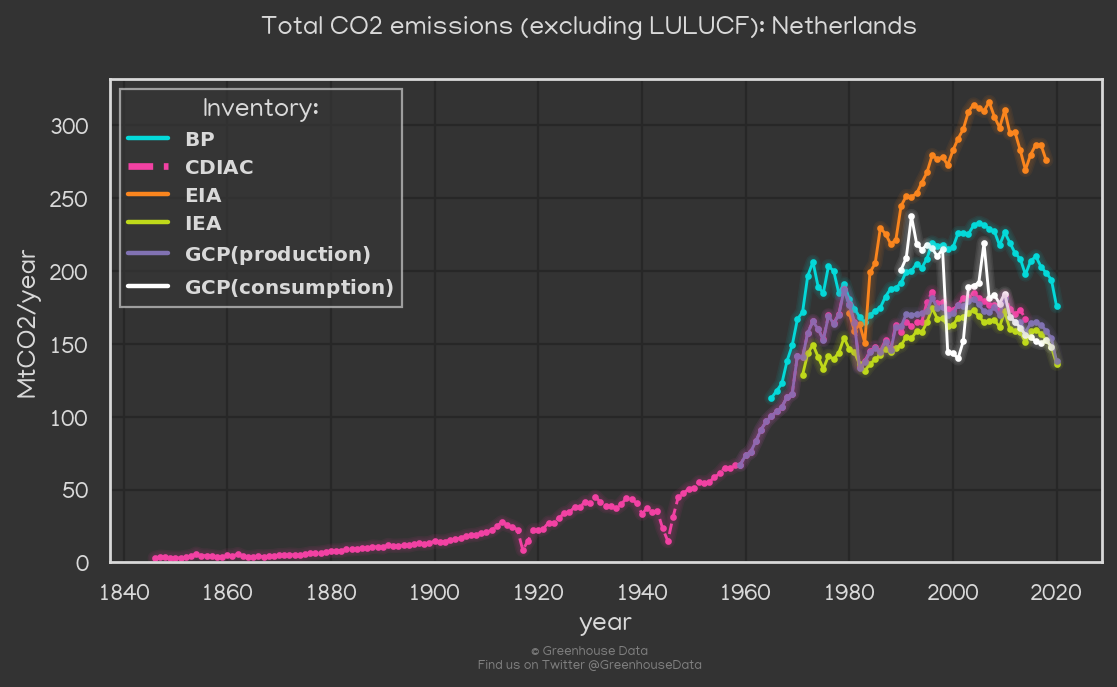 Total CO2 emissions (excluding LULUCF): Netherlands
Inventory:
BP
CDIAC
EIA
IEA
GCP(production)
GCP(consumption)
MtCO2/year
300
250
200
150
100
50
0
1840 1860 1880 1900 1920 1940 1960 1980 2000 2020
year
© Greenhouse Data
Find us on Twitter @GreenhouseData